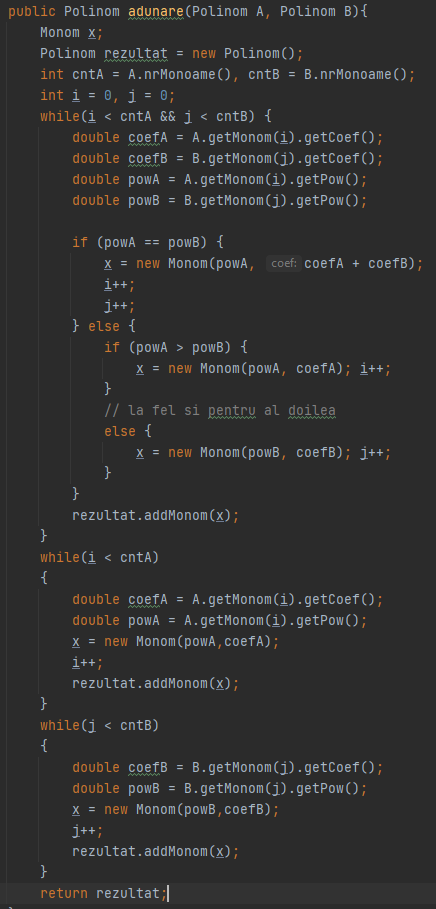 public Polinom adunare(Polinom A, Polinom B){
    Monom x;
    Polinom rezultat = new Polinom();
    int cntA = A.nrMonoame(), cntB = B.nrMonoame();
    int i = 0, j = 0;
    while(i < cntA && j < cntB) {
        double coefA = A.getMonom(i).getCoef();
        double coefB = B.getMonom(j).getCoef();
        double powA = A.getMonom(i).getPow();
        double powB = B.getMonom(j).getPow();

        if (powA == powB) {
            x = new Monom(powA, coef: coefA + coefB);
            i++;
            j++;
        } else {
            if (powA > powB) {
                x = new Monom(powA, coefA); i++;
            }
            // la fel si pentru al doilea
            else {
                x = new Monom(powB, coefB); j++;
            }
        }
        rezultat.addMonom(x);
    }
    while(i < cntA)
    {
        double coefA = A.getMonom(i).getCoef();
        double powA = A.getMonom(i).getPow();
        x = new Monom(powA,coefA);
        i++;
        rezultat.addMonom(x);
    }
    while(j < cntB)
    {
        double coefB = B.getMonom(j).getCoef();
        double powB = B.getMonom(j).getPow();
        x = new Monom(powB,coefB);
        j++;
        rezultat.addMonom(x);
    }
    return rezultat;